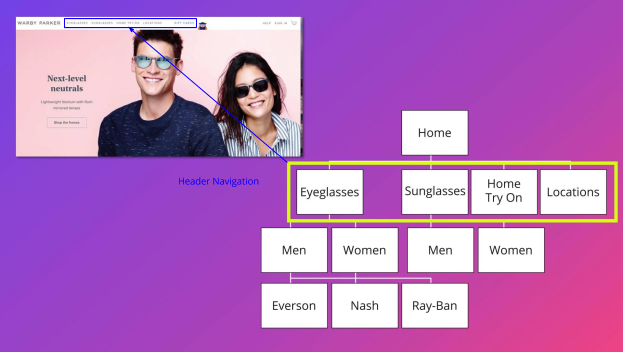 WARBY PARKER
EYEGLASSES SUNGLASSES HOME TRY-ON LOCATIONS
GIFT CARDS
HELP SIGN IN
Next-level
neutrals
Lightweight titanium with flash
mirrored lenses
Shop the frames
Header Navigation
Home
Eyeglasses
Sunglasses
Home
Try On
Locations
Men
Women
Men
Women
Everson
Nash
Ray-Ban